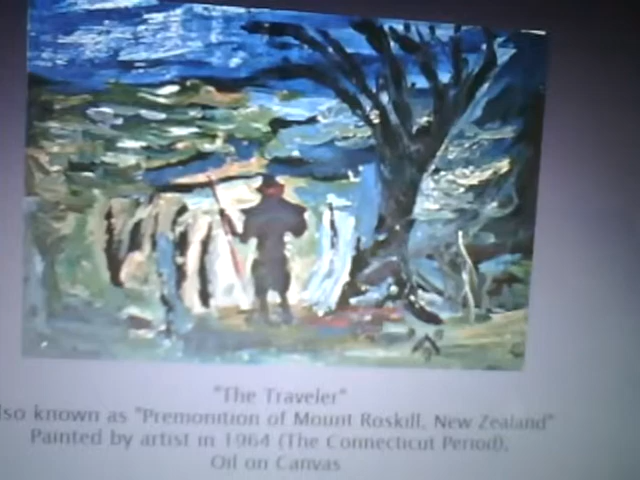 "The Traveler"
lso known as "Premonition of Mount Roskill, New Zealand"
Painted by artist in 1964 (The Connecticut Period),
Oil on Canvas